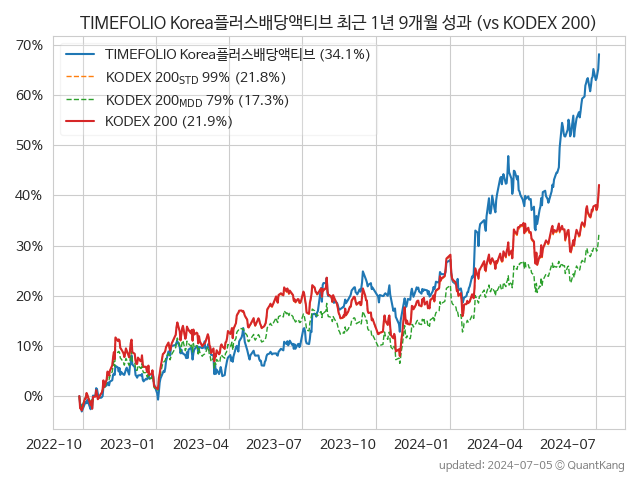 TIMEFOLIO Korea플러스배당액티브 최근 1년 9개월 성과 (vs KODEX 200)
70%
60%
50%
40%
30%
20%
10%
0%
TIMEFOLIO Korea플러스배당액티브 (34.1%)
KODEX 200STD 99% (21.8%)
KODEX 200MDD 79% (17.3%)
KODEX 200 (21.9%)
2022-10 2023-01 2023-04 2023-07 2023-10 2024-01 2024-04 2024-07
updated: 2024-07-05 © QuantKang